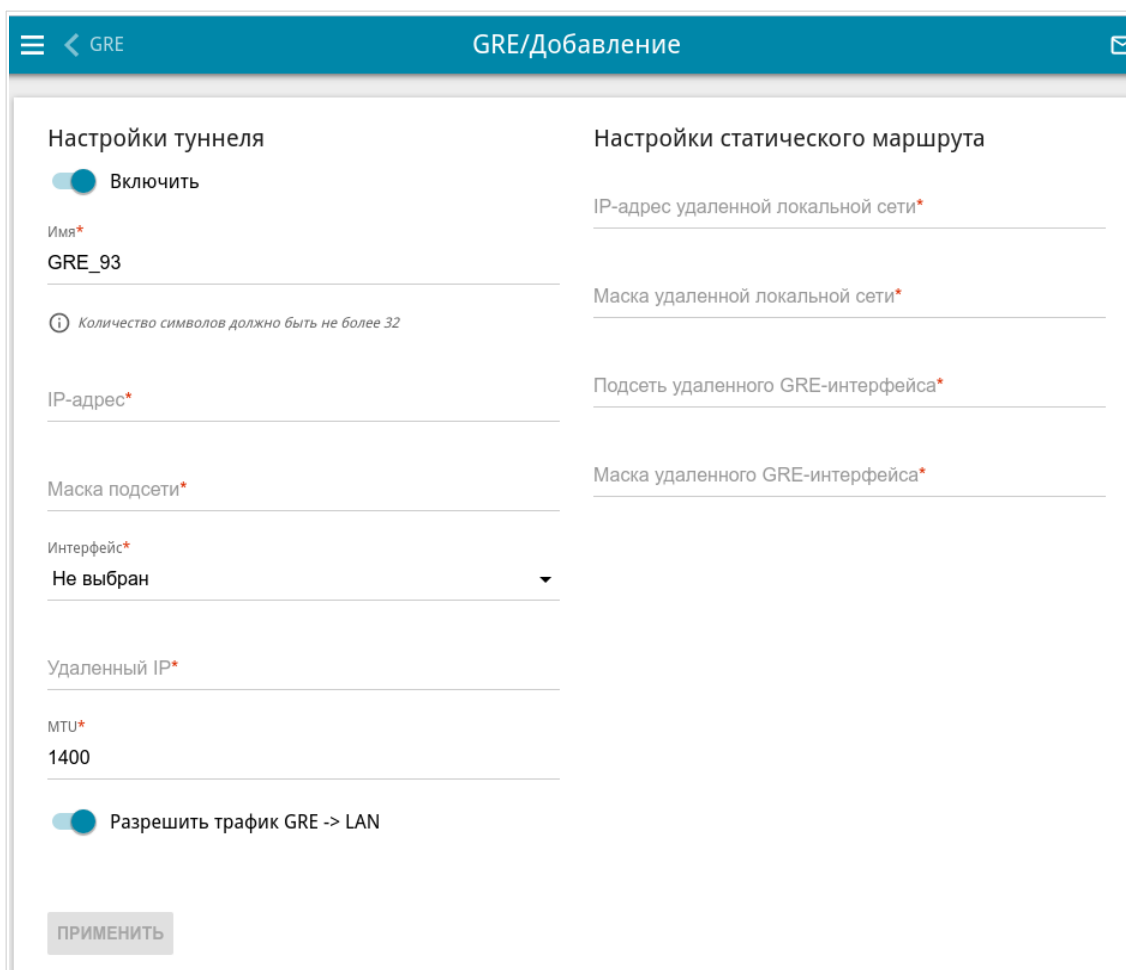 GRE
GRE/Добавление
Настройки туннеля
Включить
Имя*
GRE_93
Количество символов должно быть не более 32
IP-адрес*
Маска подсети*
Интерфейс*
Не выбран
Удаленный IP*
MTU*
1400
Разрешить трафик GRE -> LAN
ПРИМЕНИТЬ
Настройки статического маршрута
IP-адрес удаленной локальной сети*
Маска удаленной локальной сети*
Подсеть удаленного GRE-интерфейса*
Маска удаленного GRE-интерфейса*